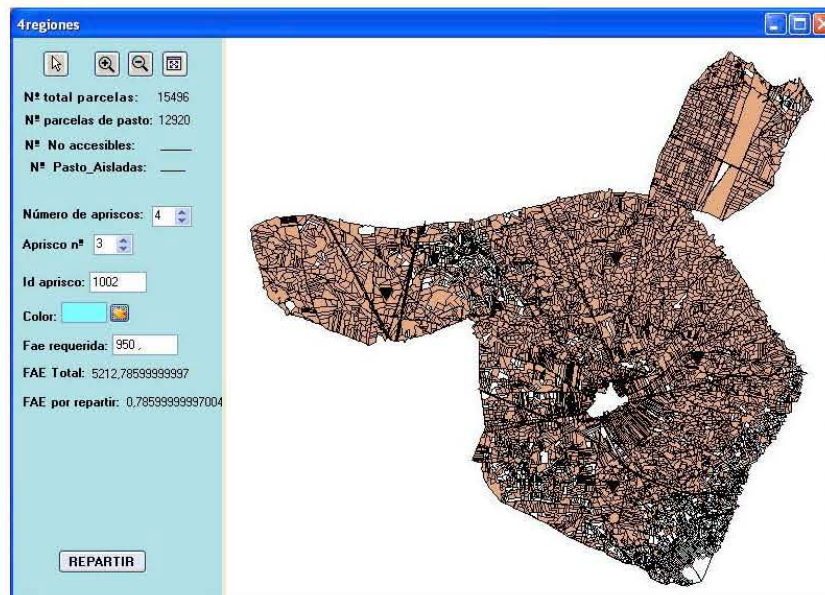 4regiones
Nº total parcelas: 15496
Nº parcelas de pasto: 12920
Nº No accesibles:
Nº Pasto_Aisladas:
Número de apriscos: 4
Aprisco nº 3
Id aprisco: 1002
Color:
Fae requerida: 950 ,
FAE Total: 5212,78599999997
FAE por repartir: 0,78599999997004
REPARTIR